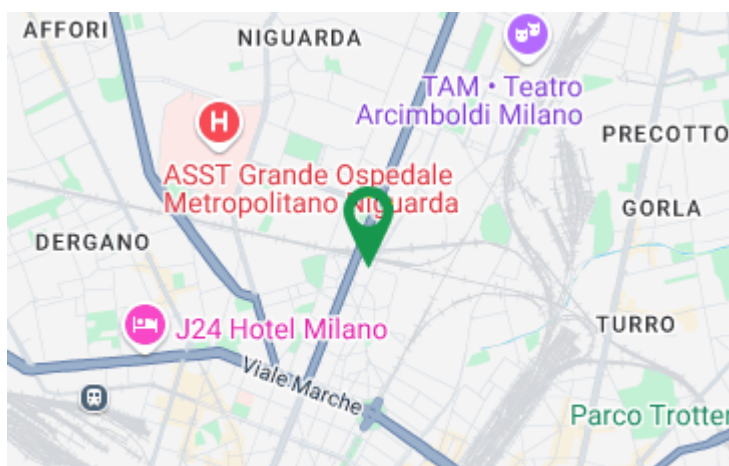 AFFORI
NIGUARDA
TAM • Teatro
Arcimboldi Milano
H
PRECOTTO
ASST Grande Ospedale
Metropolitano Niguarda
GORLA
DERGANO
J24 Hotel Milano
TURRO
Viale Marche
Parco Trotter